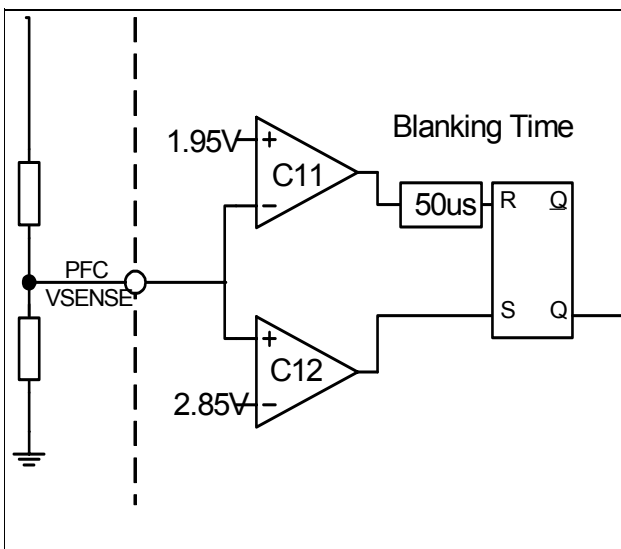 Blanking Time
1.95V
+
C11
−
50us
R Q
PFC
VSENSE
S Q
+
C12
2.85V
−